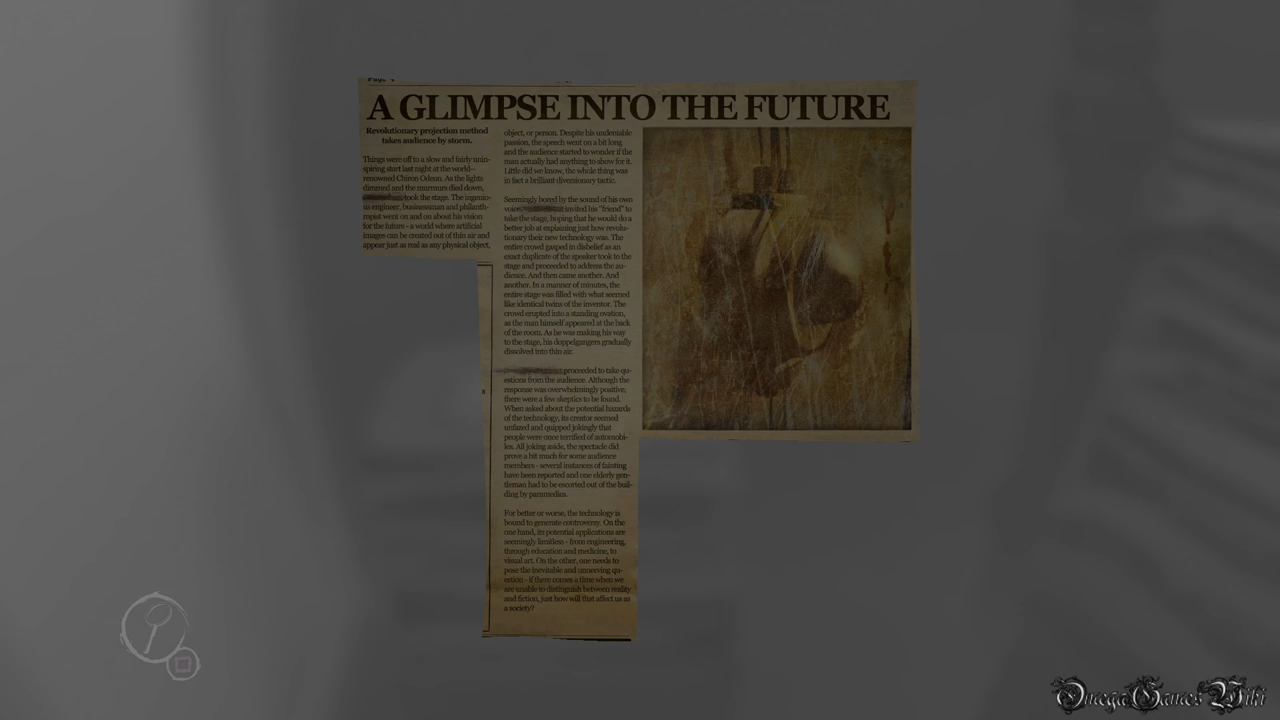 Page 4
A GLIMPSE INTO THE FUTURE
Revolutionary projection method
takes audience by storm.
Things were off to a slow and fairly unin-
spiring start last night at the world-
renowned Chiron Odeon. As the lights
dimmed and the murmurs died down,
took the stage. The ingenio-
us engineer, businessman and philanth-
ropist went on and on about his vision
for the future - a world where artificial
images can be created out of thin air and
appear just as real as any physical object,
object, or person. Despite his undeniable
passion, the speech went on a bit long
and the audience started to wonder if the
man actually had anything to show for it.
Little did we know, the whole thing was
in fact a brilliant diversionary tactic.
Seemingly bored by the sound of his own
voice, invited his "friend" to
take the stage, hoping that he would do a
better job at explaining just how revolu-
tionary their new technology was. The
entire crowd gasped in disbelief as an
exact duplicate of the speaker took to the
stage and proceeded to address the au-
dience. And then came another. And
another. In a manner of minutes, the
entire stage was filled with what seemed
like identical twins of the inventor. The
crowd erupted into a standing ovation,
as the man himself appeared at the back
of the room. As he was making his way
to the stage, his doppelgangers gradually
dissolved into thin air.
proceeded to take qu-
estions from the audience. Although the
response was overwhelmingly positive,
there were a few skeptics to be found.
When asked about the potential hazards
of the technology, its creator seemed
unfazed and quipped jokingly that
people were once terrified of automobi-
les. All joking aside, the spectacle did
prove a bit much for some audience
members - several instances of fainting
have been reported and one elderly gen-
tleman had to be escorted out of the buil-
ding by paramedics.
For better or worse, the technology is
bound to generate controversy. On the
one hand, its potential applications are
seemingly limitless - from engineering,
through education and medicine, to
visual art. On the other, one needs to
pose the inevitable and unnerving qu-
estion - if there comes a time when we
are unable to distinguish between reality
and fiction, just how will that affect us as
a society?
Omega Games Wiki